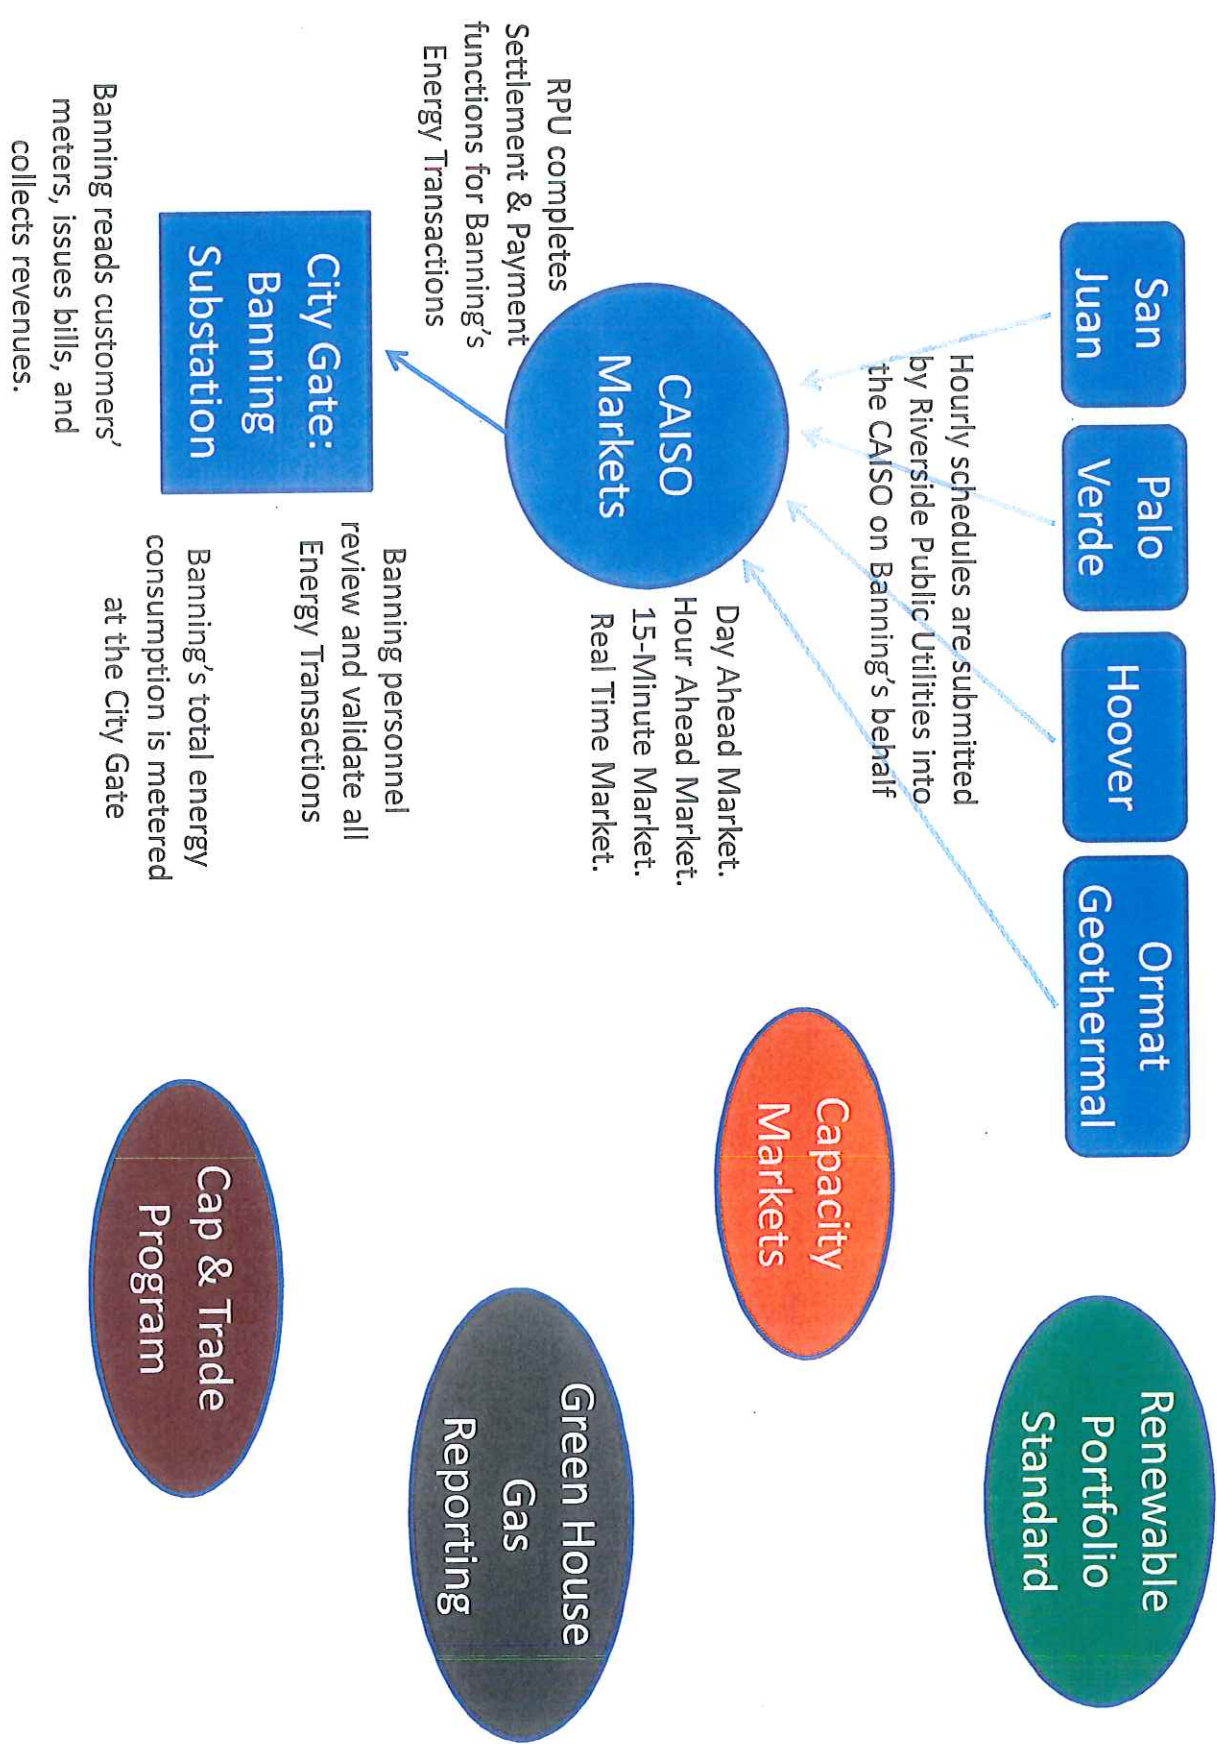 San
Juan
Palo
Verde
Hoover
Ormat
Geothermal
Renewable
Portfolio
Standard
Hourly schedules are submitted
by Riverside Public Utilities into
the CAISO on Banning's behalf
Capacity
Markets
CAISO
Markets
Day Ahead Market.
Hour Ahead Market.
15-Minute Market.
Real Time Market.
RPU completes
Settlement & Payment
functions for Banning's
Energy Transactions
Green House
Gas
Reporting
City Gate:
Banning
Substation
Banning personnel
review and validate all
Energy Transactions
Banning's total energy
consumption is metered
at the City Gate
Cap & Trade
Program
Banning reads customers'
meters, issues bills, and
collects revenues.